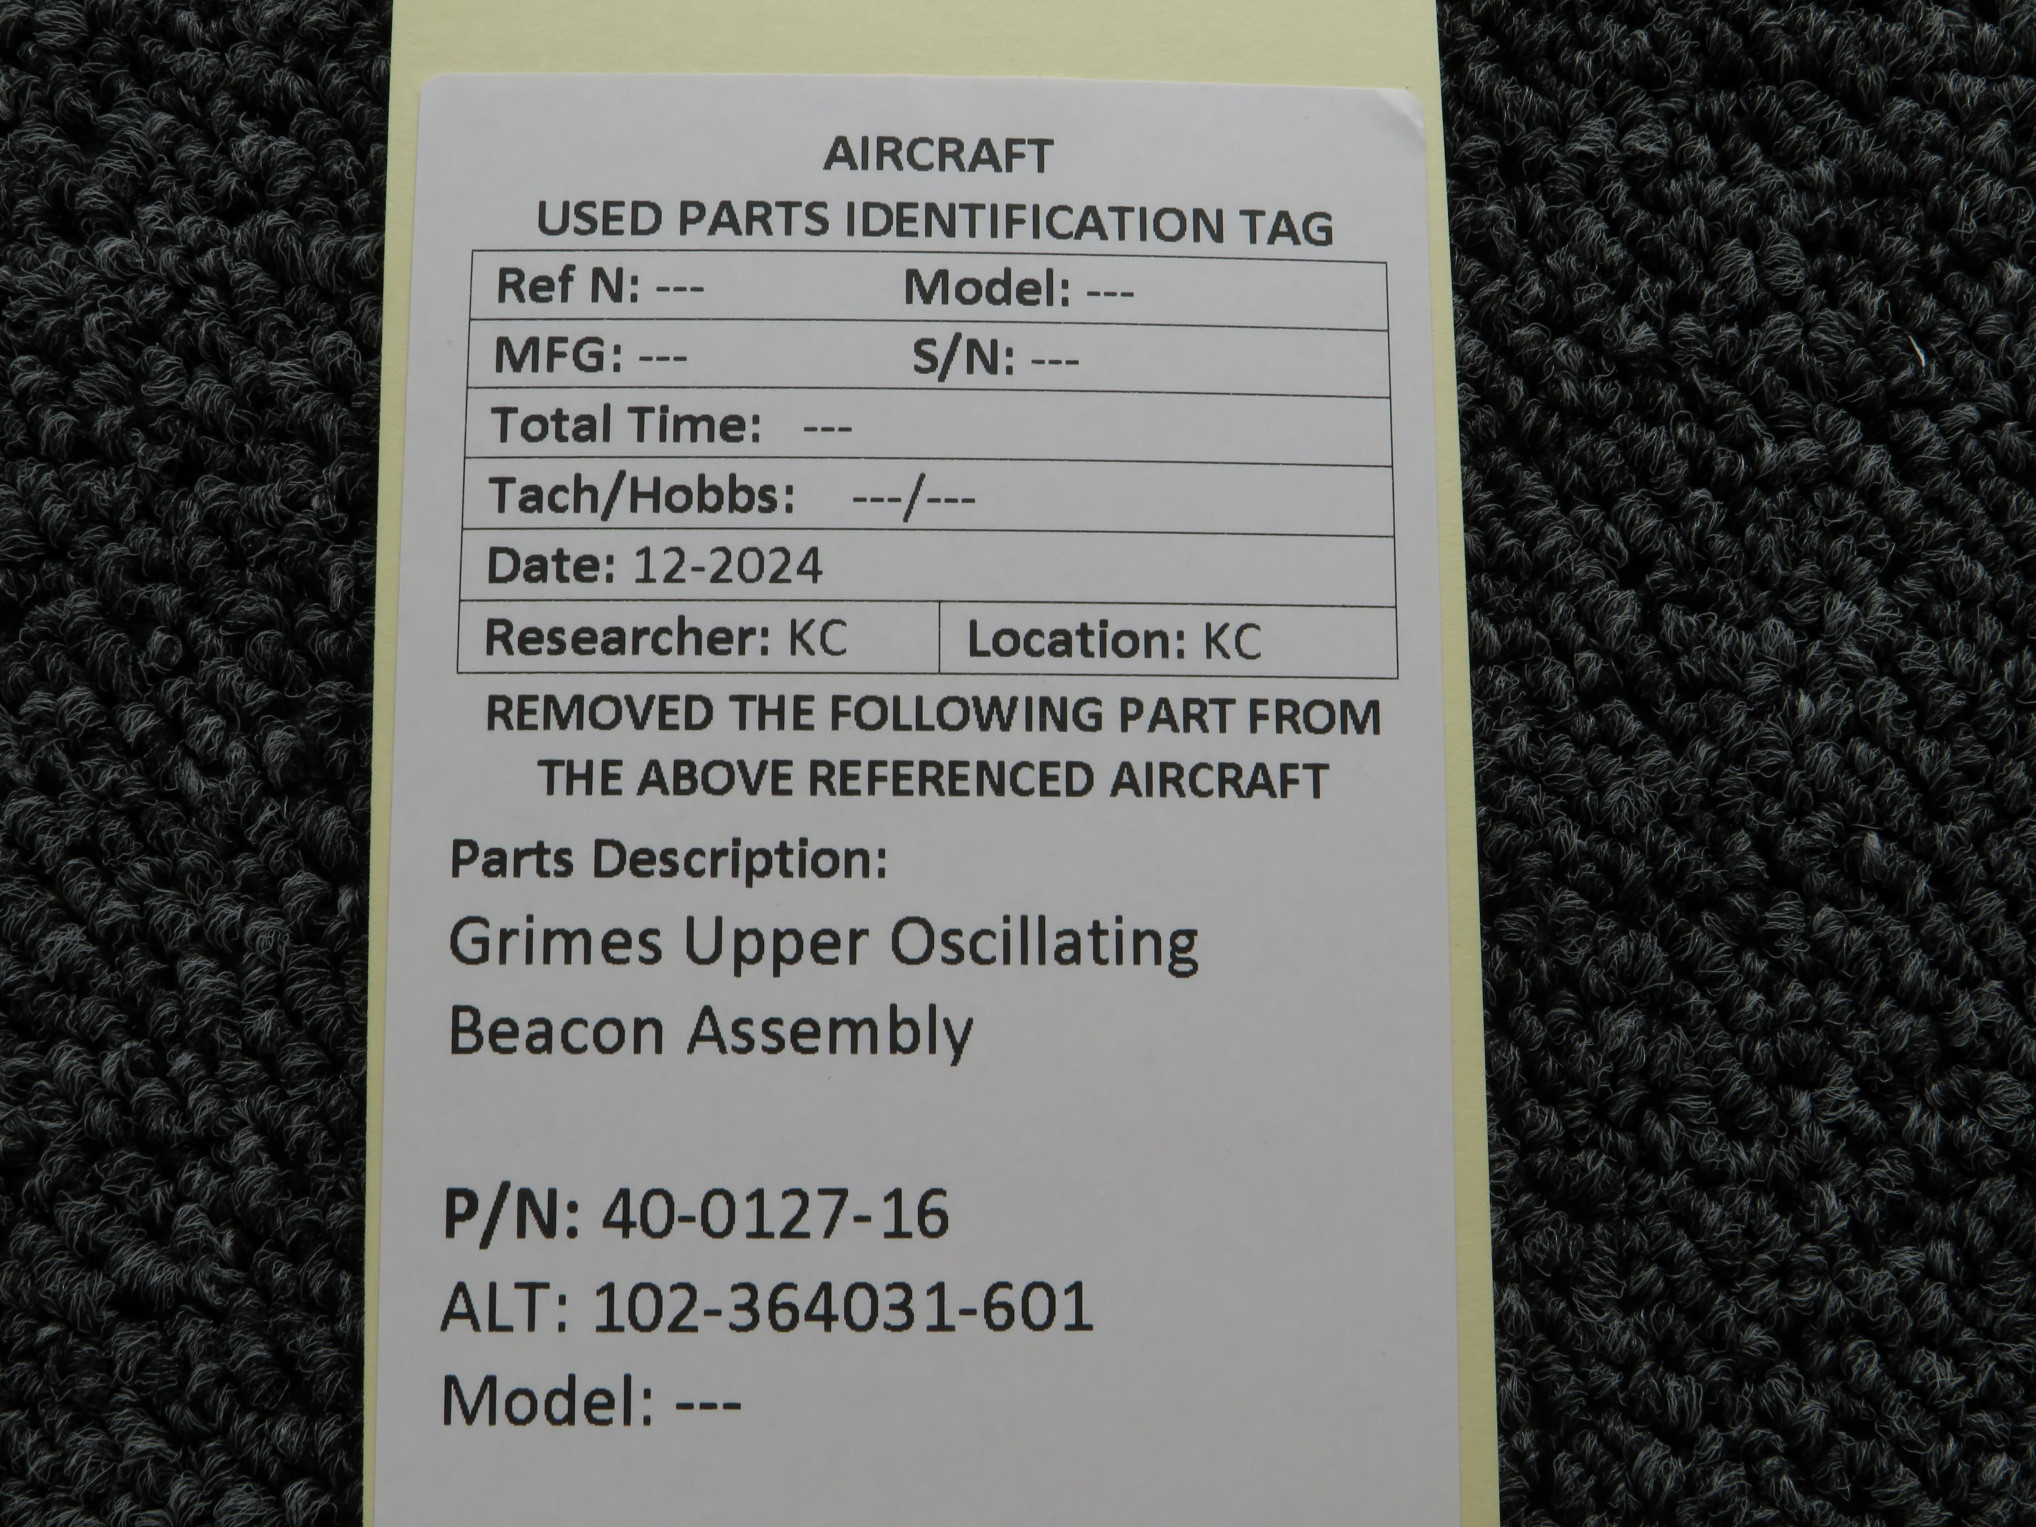 AIRCRAFT
USED PARTS IDENTIFICATION TAG
Ref N: --- Model: ---
MFG: --- S/N: ---
Total Time: ---
Tach/Hobbs: ---/---
Date: 12-2024
Researcher: KC Location: KC
REMOVED THE FOLLOWING PART FROM
THE ABOVE REFERENCED AIRCRAFT
Parts Description:
Grimes Upper Oscillating
Beacon Assembly
P/N: 40-0127-16
ALT: 102-364031-601
Model: ---